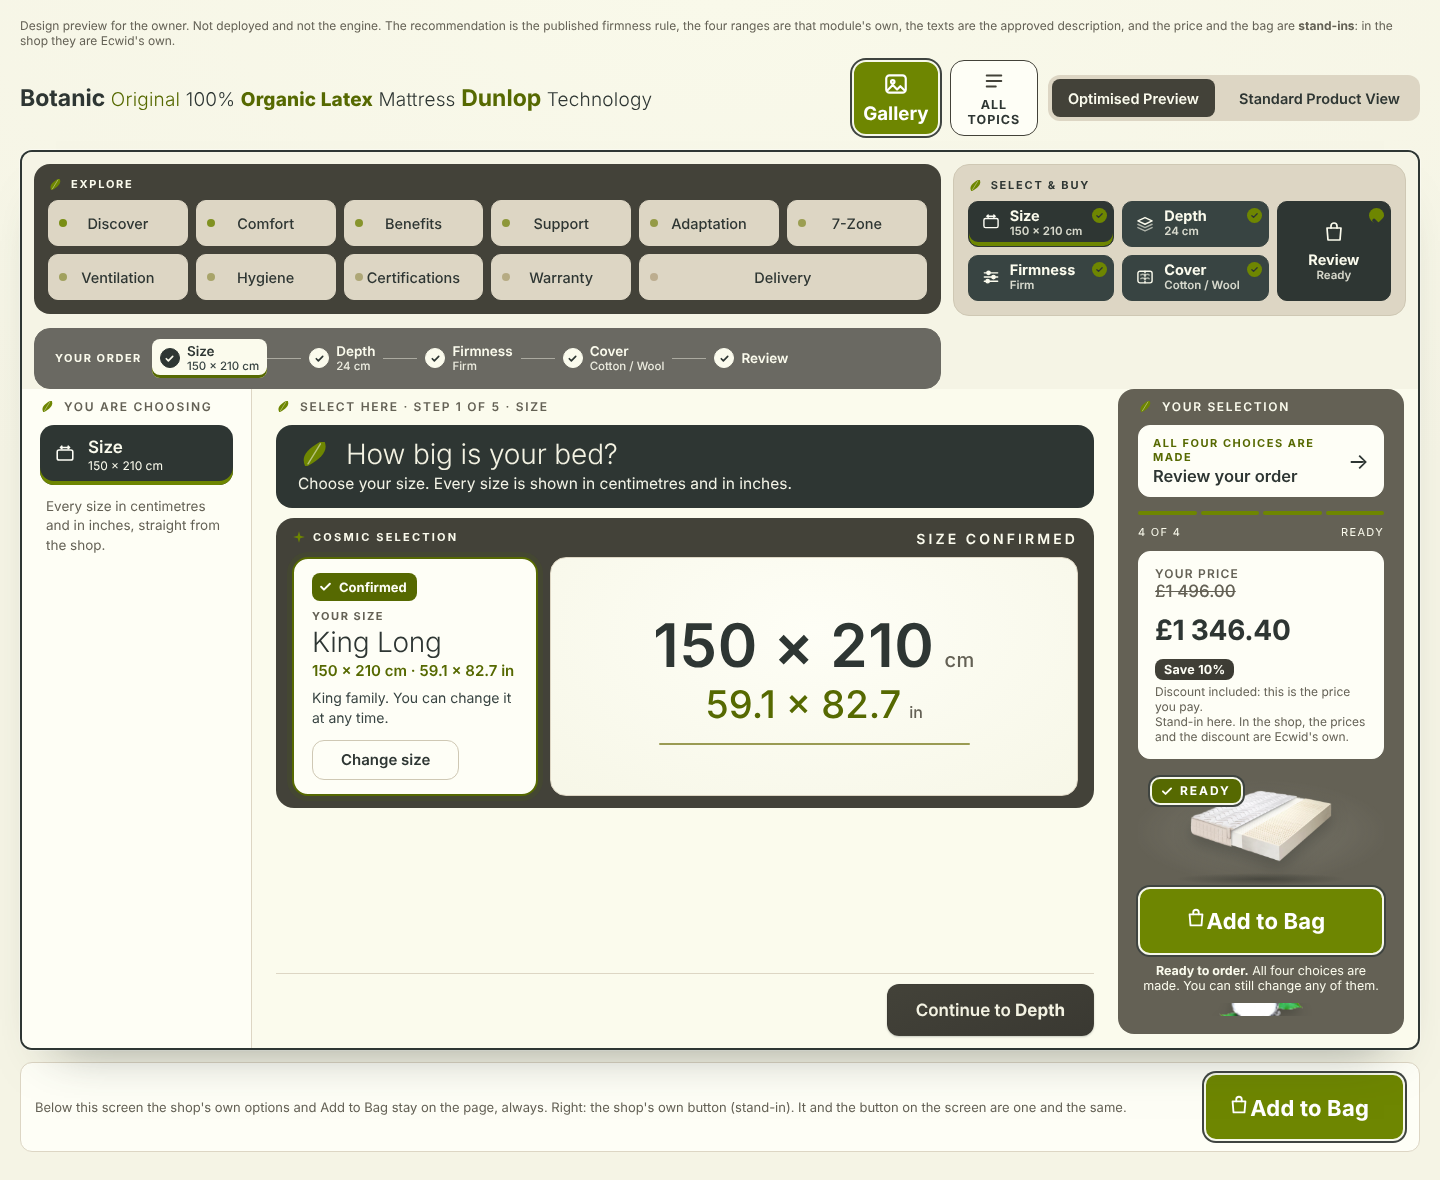 Design preview for the owner. Not deployed and not the engine. The recommendation is the published firmness rule, the four ranges are that module's own, the texts are the approved description, and the price and the bag are stand-ins: in the
shop they are Ecwid's own.
Botanic Original 100% Organic Latex Mattress Dunlop Technology
Gallery
ALL
TOPICS
Optimised Preview
Standard Product View
EXPLORE
Discover
Comfort
Benefits
Support
Adaptation
7-Zone
Ventilation
Hygiene
Certifications
Warranty
Delivery
SELECT & BUY
Size
150 × 210 cm
Depth
24 cm
Firmness
Firm
Cover
Cotton / Wool
Review
Ready
YOUR ORDER
Size
150 × 210 cm
Depth
24 cm
Firmness
Firm
Cover
Cotton / Wool
Review
YOU ARE CHOOSING
Size
150 × 210 cm
Every size in centimetres
and in inches, straight from
the shop.
SELECT HERE · STEP 1 OF 5 · SIZE
How big is your bed?
Choose your size. Every size is shown in centimetres and in inches.
COSMIC SELECTION
SIZE CONFIRMED
Confirmed
YOUR SIZE
King Long
150 × 210 cm · 59.1 × 82.7 in
King family. You can change it
at any time.
Change size
150 × 210 cm
59.1 × 82.7 in
Continue to Depth
YOUR SELECTION
ALL FOUR CHOICES ARE
MADE
Review your order
4 OF 4
READY
YOUR PRICE
£1 496.00
£1 346.40
Save 10%
Discount included: this is the price
you pay.
Stand-in here. In the shop, the prices
and the discount are Ecwid's own.
READY
Add to Bag
Ready to order. All four choices are
made. You can still change any of them.
Below this screen the shop's own options and Add to Bag stay on the page, always. Right: the shop's own button (stand-in). It and the button on the screen are one and the same.
Add to Bag